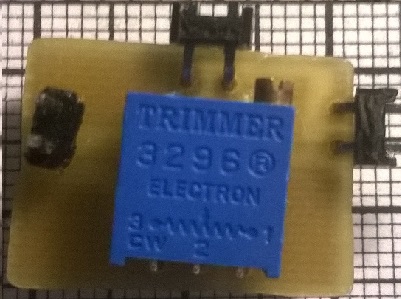 TRIMMER
3296®
ELECTRON
3 1
CW 2